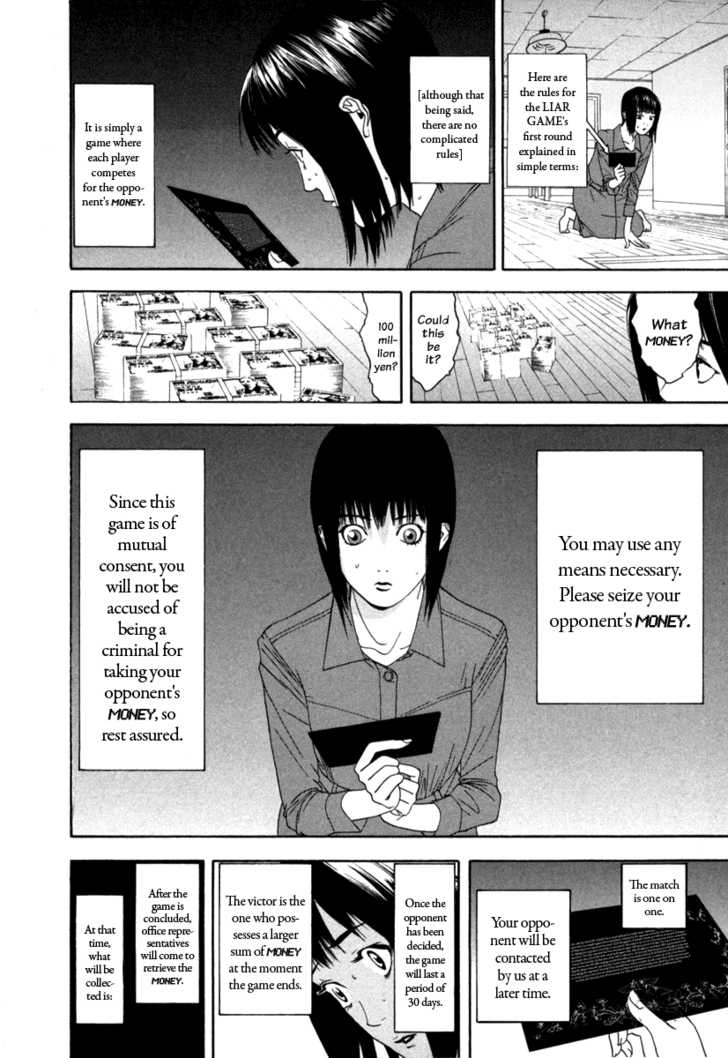 Here are
the rules for
the LIAR
GAME's
first round
explained in
simple terms:
[although that
being said,
there are no
complicated
rules]
It is simply a
game where
each player
competes
for the oppo-
nent's MONEY.
What
MONEY?
Could
this
be
it?
100
mil-
lion
yen?
You may use any
means necessary.
Please seize your
opponent's MONEY.
Since this
game is of
mutual
consent, you
will not be
accused of
being a
criminal for
taking your
opponent's
MONEY, so
rest assured.
The match
is one on
one.
Your oppo-
nent will be
contacted
by us at a
later time.
Once the
opponent
has been
decided,
the game
will last a
period of
30 days.
The victor is the
one who pos-
sesses a larger
sum of MONEY
at the moment
the game ends.
After the
game is
concluded,
office repre-
sentatives
will come to
retrieve the
MONEY.
At that
time,
what
will be
collec-
ted is: